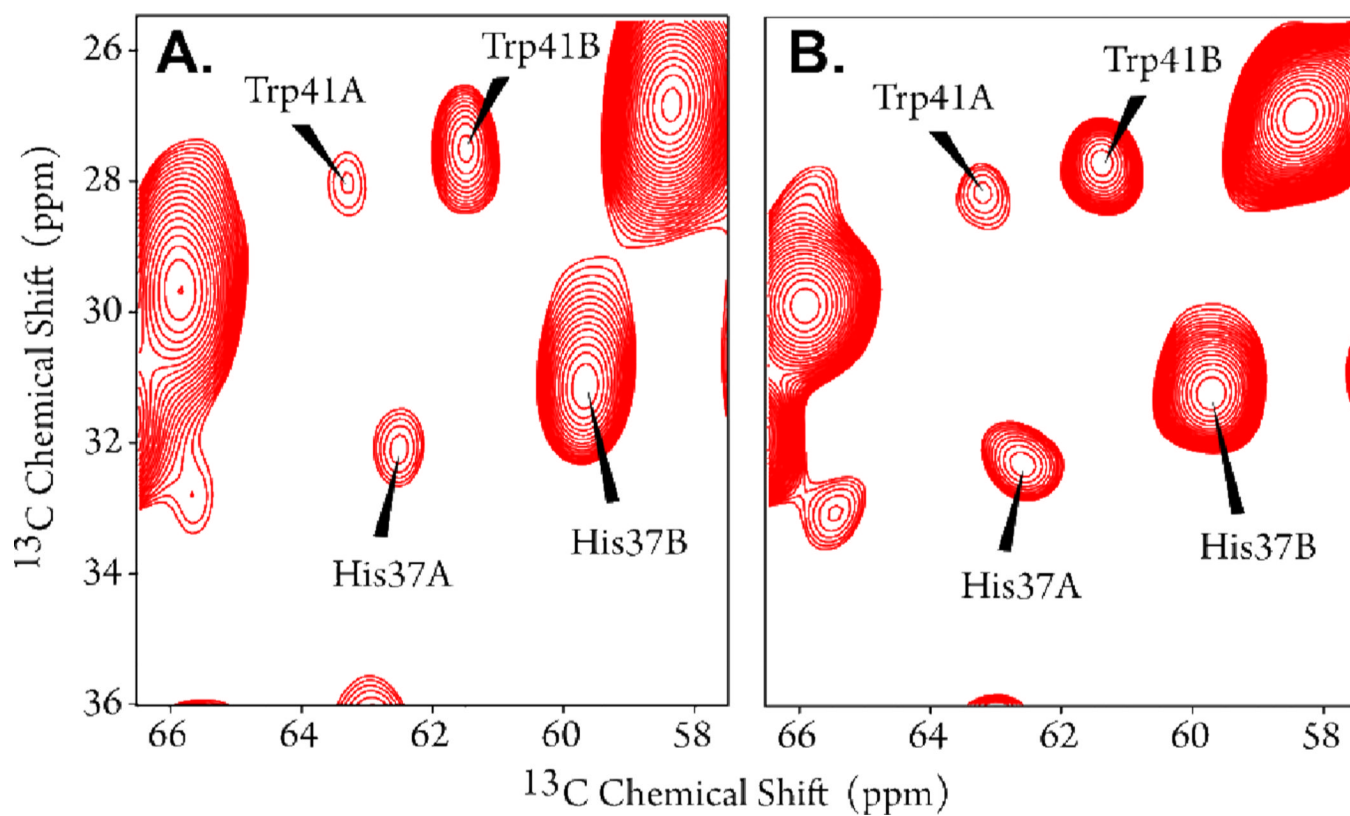 A.
Trp41A
Trp41B
His37A
His37B
B.
Trp41A
Trp41B
His37A
His37B
26
28
30
32
34
36
66
64
62
60
58
66
64
62
60
58
13C Chemical Shift (ppm)
13C Chemical Shift (ppm)